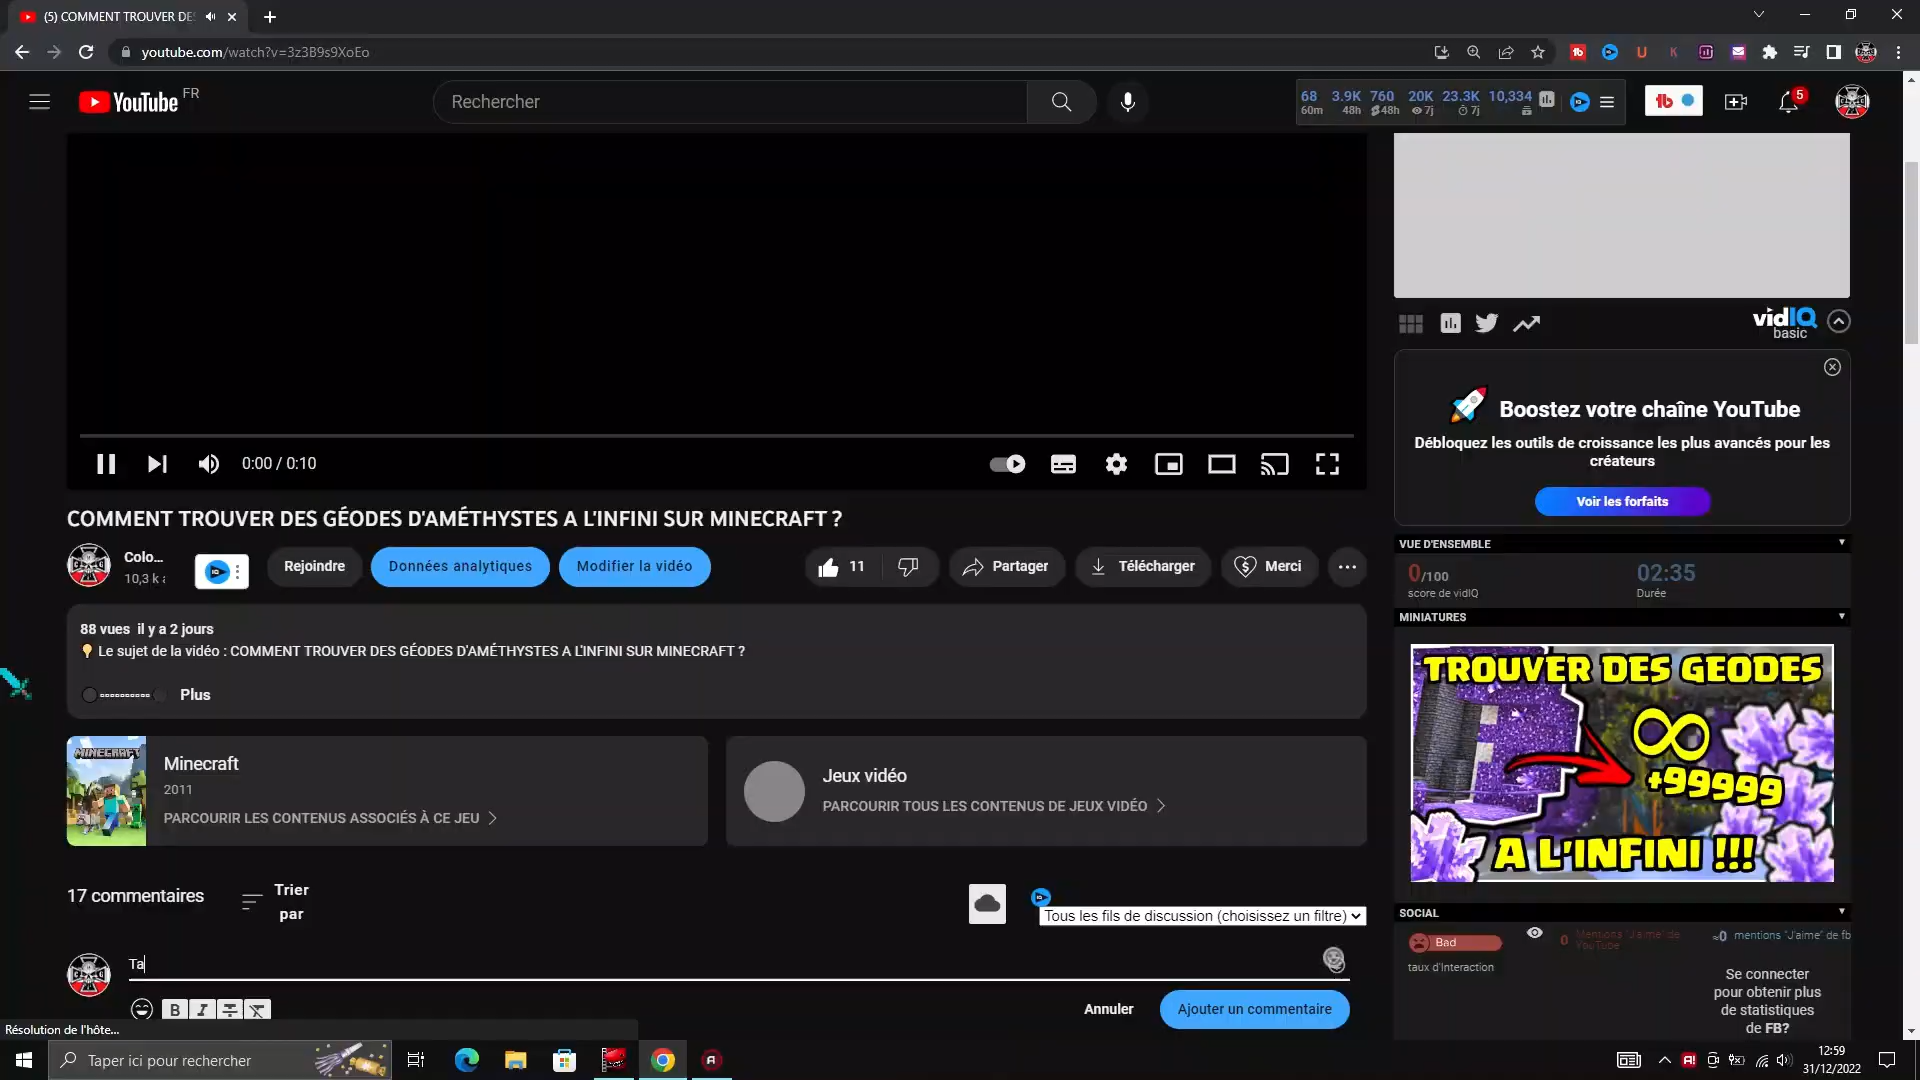 (5) COMMENT TROUVER DES
youtube.com/watch?v=3z3B9s9XoEo
YouTube FR
Rechercher
68 3.9K 760 20K 23.3K 10,334
60m 48h 48h 7j 7j
5
0:00 / 0:10
COMMENT TROUVER DES GÉODES D'AMÉTHYSTES A L'INFINI SUR MINECRAFT ?
Colo...
10,3 k
Rejoindre
Données analytiques
Modifier la vidéo
11
Partager
Télécharger
Merci
88 vues il y a 2 jours
Le sujet de la vidéo : COMMENT TROUVER DES GÉODES D'AMÉTHYSTES A L'INFINI SUR MINECRAFT ?
Plus
MINECRAFT
Minecraft
2011
PARCOURIR LES CONTENUS ASSOCIÉS À CE JEU
Jeux vidéo
PARCOURIR TOUS LES CONTENUS DE JEUX VIDÉO
17 commentaires
Trier
par
Tous les fils de discussion (choisissez un filtre)
Ta
B I
Annuler
Ajouter un commentaire
Résolution de l'hôte...
vidIQ
basic
Boostez votre chaîne YouTube
Débloquez les outils de croissance les plus avancés pour les
créateurs
Voir les forfaits
VUE D'ENSEMBLE
0/100
score de vidIQ
02:35
Durée
MINIATURES
TROUVER DES GEODES
∞
+99999
A L'INFINI !!!
SOCIAL
Bad
taux d'Interaction
0 Mentions "J'aime" de
YouTube
≈0 mentions "J'aime" de fb
Se connecter
pour obtenir plus
de statistiques
de FB?
Taper ici pour rechercher
12:59
31/12/2022